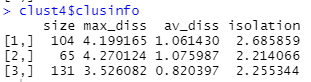 > clust4$clusinfo
     size max_diss  av_diss isolation
[1,]  104 4.199165 1.061430  2.685859
[2,]   65 4.270124 1.075987  2.214066
[3,]  131 3.526082 0.820397  2.255344